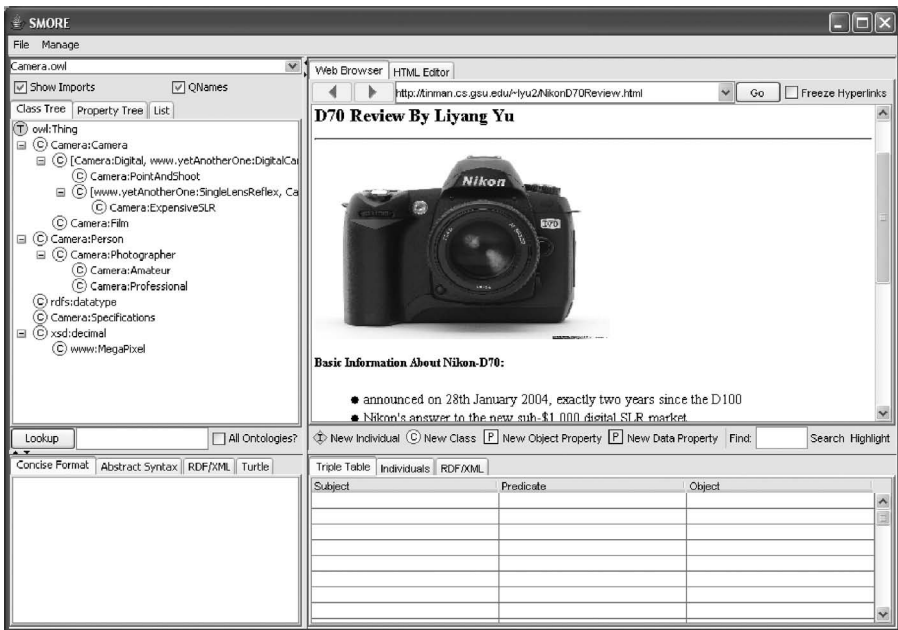 SMORE
File Manage
Camera.owl
Show Imports QNames
Class Tree Property Tree List
owl:Thing
Camera:Camera
[Camera:Digital, www.yetAnotherOne:DigitalCa
Camera:PointAndShoot
[www.yetAnotherOne:SingleLensReflex, Ca
Camera:ExpensiveSLR
Camera:Film
Camera:Person
Camera:Photographer
Camera:Amateur
Camera:Professional
rdfs:datatype
Camera:Specifications
xsd:decimal
www:MegaPixel
Lookup All Ontologies?
Concise Format Abstract Syntax RDF/XML Turtle
Web Browser HTML Editor
http://tinman.cs.gsu.edu/~lyu2/NikonD70Review.html Go Freeze Hyperlinks
D70 Review By Liyang Yu
Nikon
D70
Basic Information About Nikon-D70:
announced on 28th January 2004, exactly two years since the D100
Nikon's answer to the new sub-$1,000 digital SLR market
I New Individual C New Class P New Object Property P New Data Property Find: Search Highlight
Triple Table Individuals RDF/XML
Subject Predicate Object